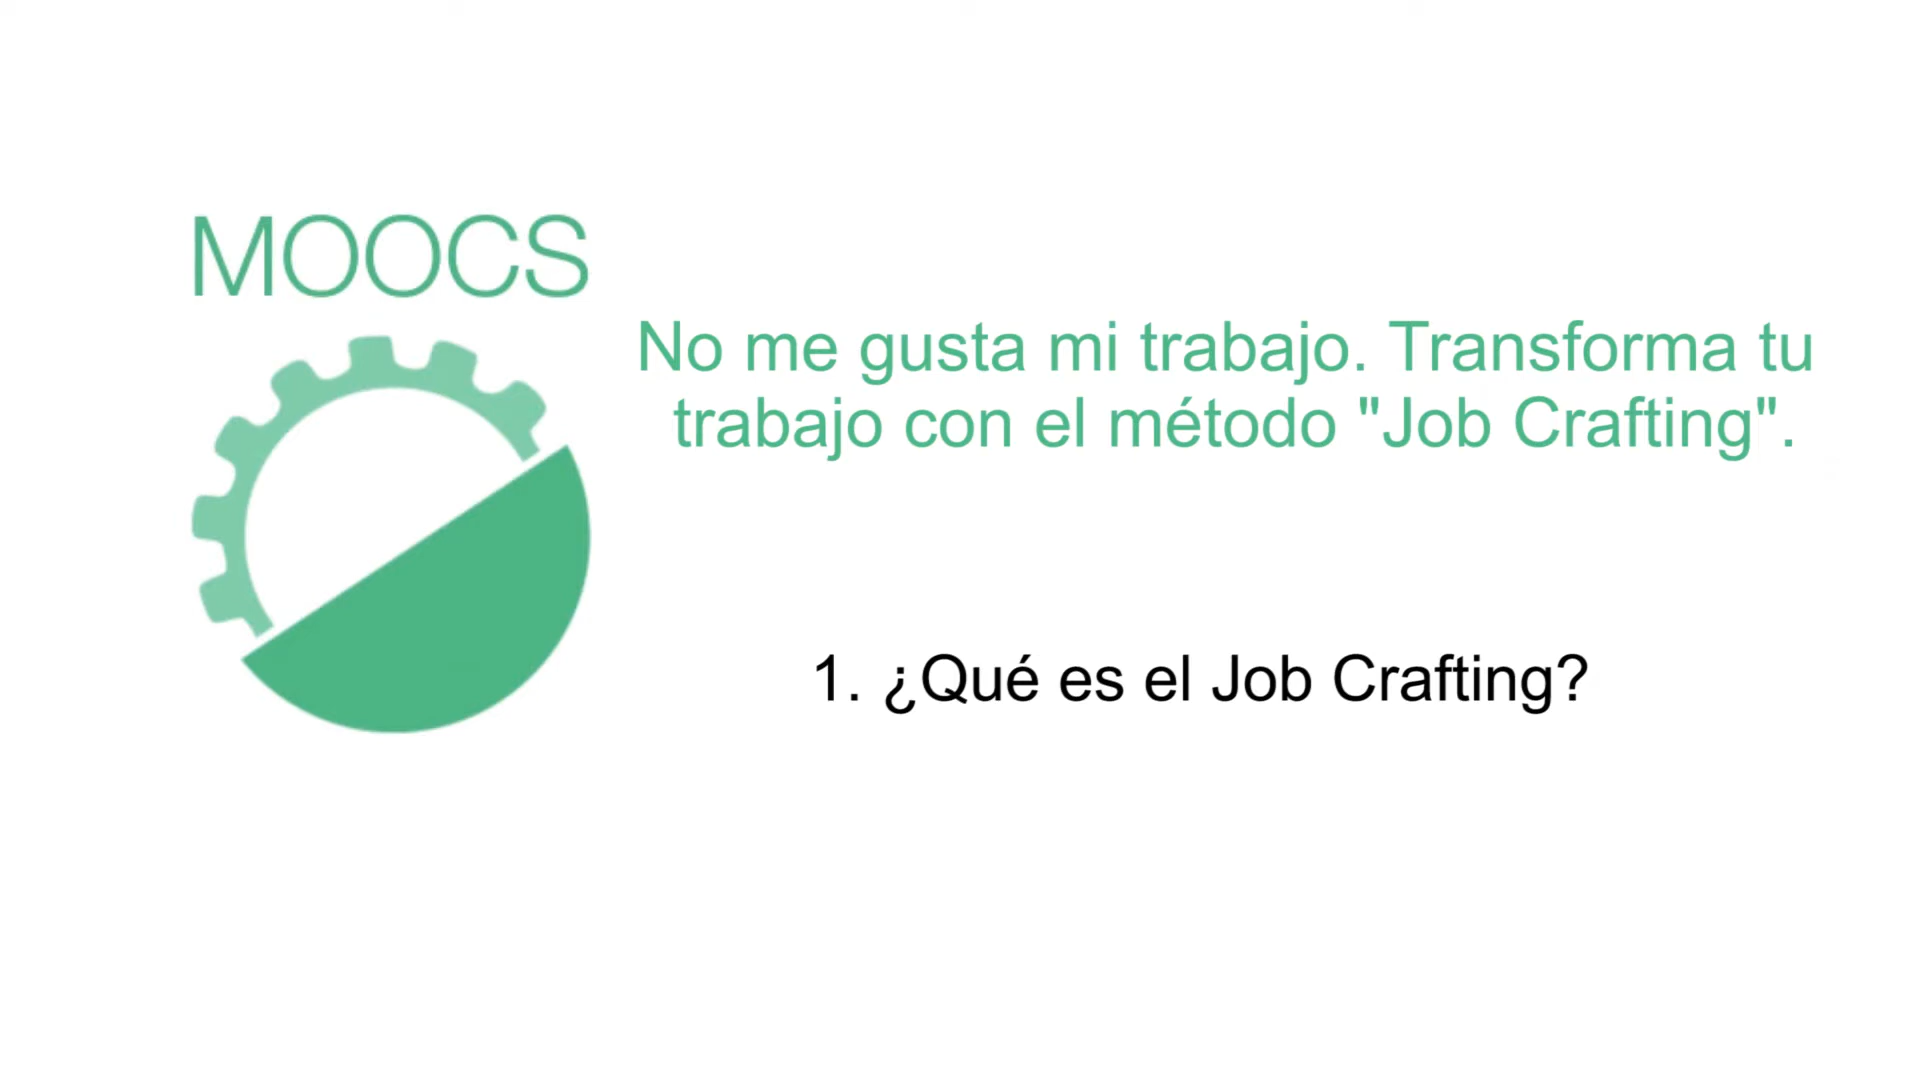 MOOCS
No me gusta mi trabajo. Transforma tu
trabajo con el método "Job Crafting".
1. ¿Qué es el Job Crafting?